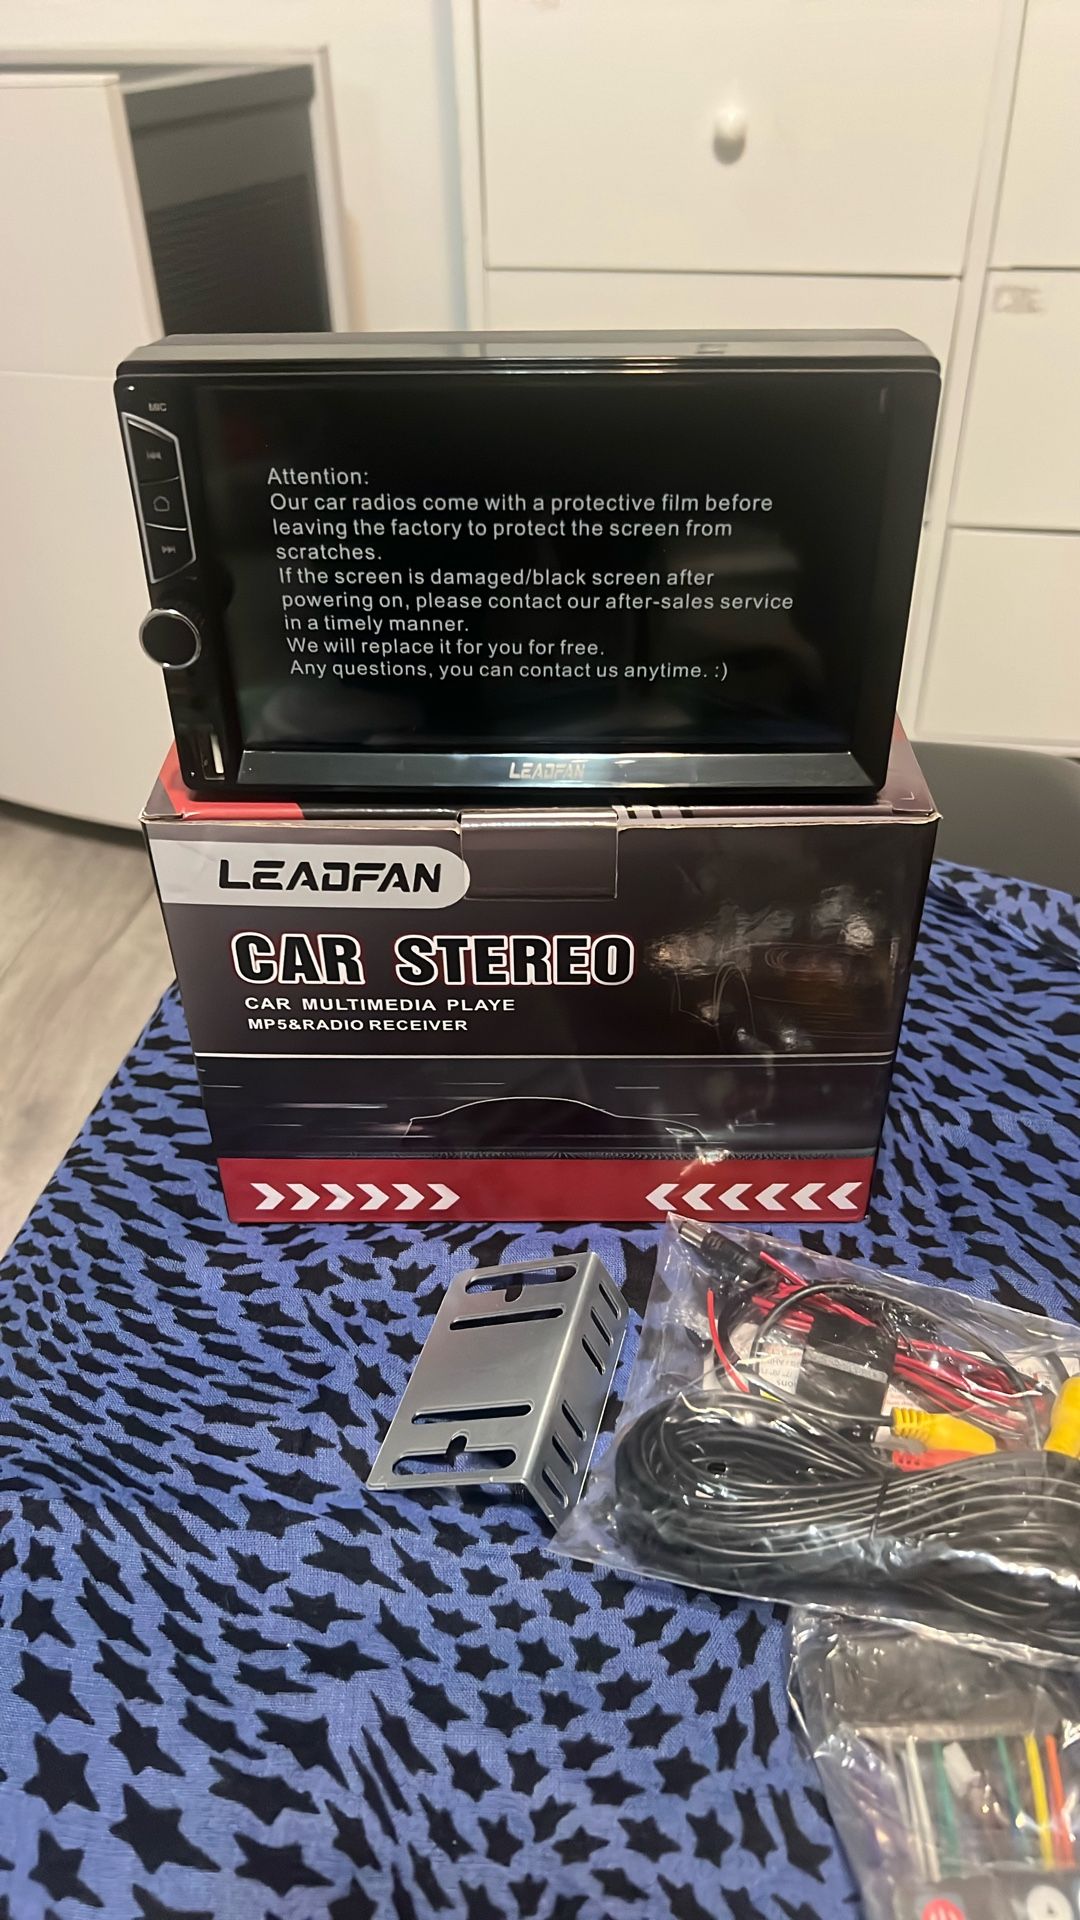 MIC
Attention:
Our car radios come with a protective film before
leaving the factory to protect the screen from
scratches.
If the screen is damaged/black screen after
powering on, please contact our after-sales service
in a timely manner.
We will replace it for you for free.
Any questions, you can contact us anytime. :)
LEADFAN
LEADFAN
CAR STEREO
CAR MULTIMEDIA PLAYE
MP5&RADIO RECEIVER